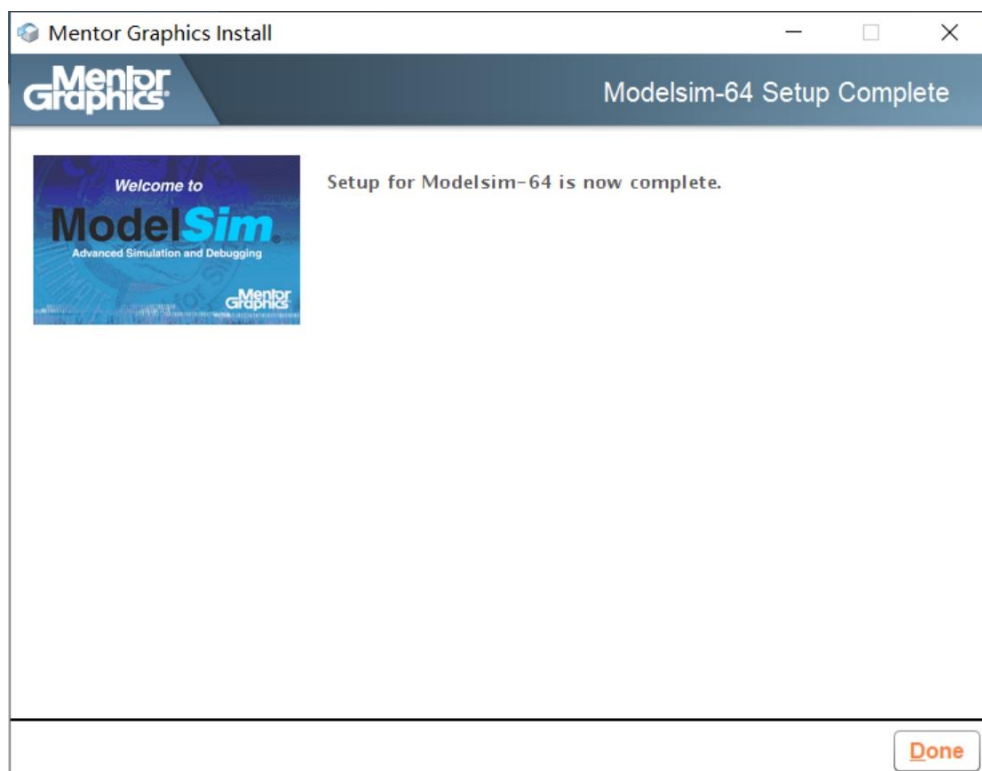 Mentor Graphics Install
Mentor
Graphics
Modelsim-64 Setup Complete
Welcome to
ModelSim®
Advanced Simulation and Debugging
Mentor
Graphics
Setup for Modelsim-64 is now complete.
Done